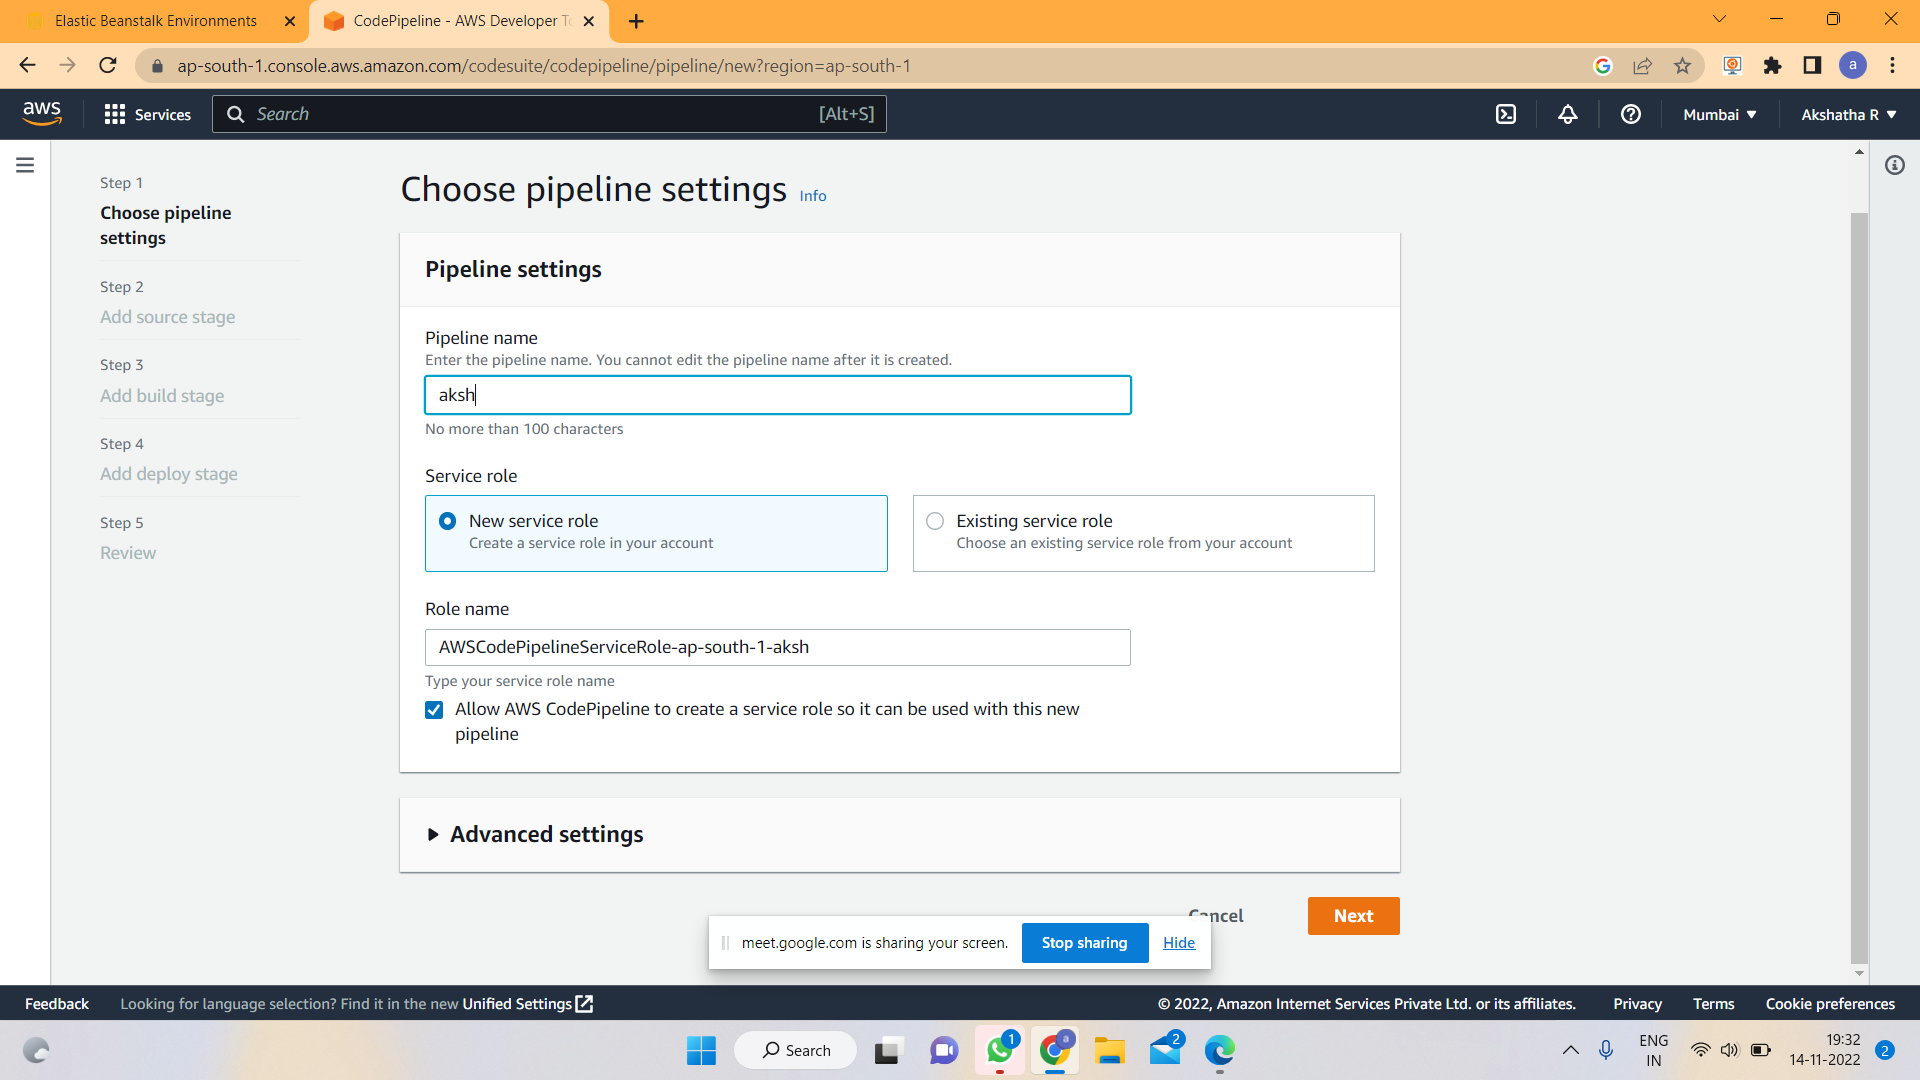 Elastic Beanstalk Environments
CodePipeline - AWS Developer To
ap-south-1.console.aws.amazon.com/codesuite/codepipeline/pipeline/new?region=ap-south-1
a
aws
Services
Search
[Alt+S]
Mumbai
Akshatha R
Step 1
Choose pipeline
settings
Step 2
Add source stage
Step 3
Add build stage
Step 4
Add deploy stage
Step 5
Review
Choose pipeline settings Info
Pipeline settings
Pipeline name
Enter the pipeline name. You cannot edit the pipeline name after it is created.
aksh
No more than 100 characters
Service role
New service role
Create a service role in your account
Existing service role
Choose an existing service role from your account
Role name
AWSCodePipelineServiceRole-ap-south-1-aksh
Type your service role name
Allow AWS CodePipeline to create a service role so it can be used with this new
pipeline
Advanced settings
Cancel
Next
meet.google.com is sharing your screen.
Stop sharing
Hide
Feedback
Looking for language selection? Find it in the new Unified Settings
© 2022, Amazon Internet Services Private Ltd. or its affiliates.
Privacy
Terms
Cookie preferences
Search
1
a
2
ENG
IN
19:32
14-11-2022
2